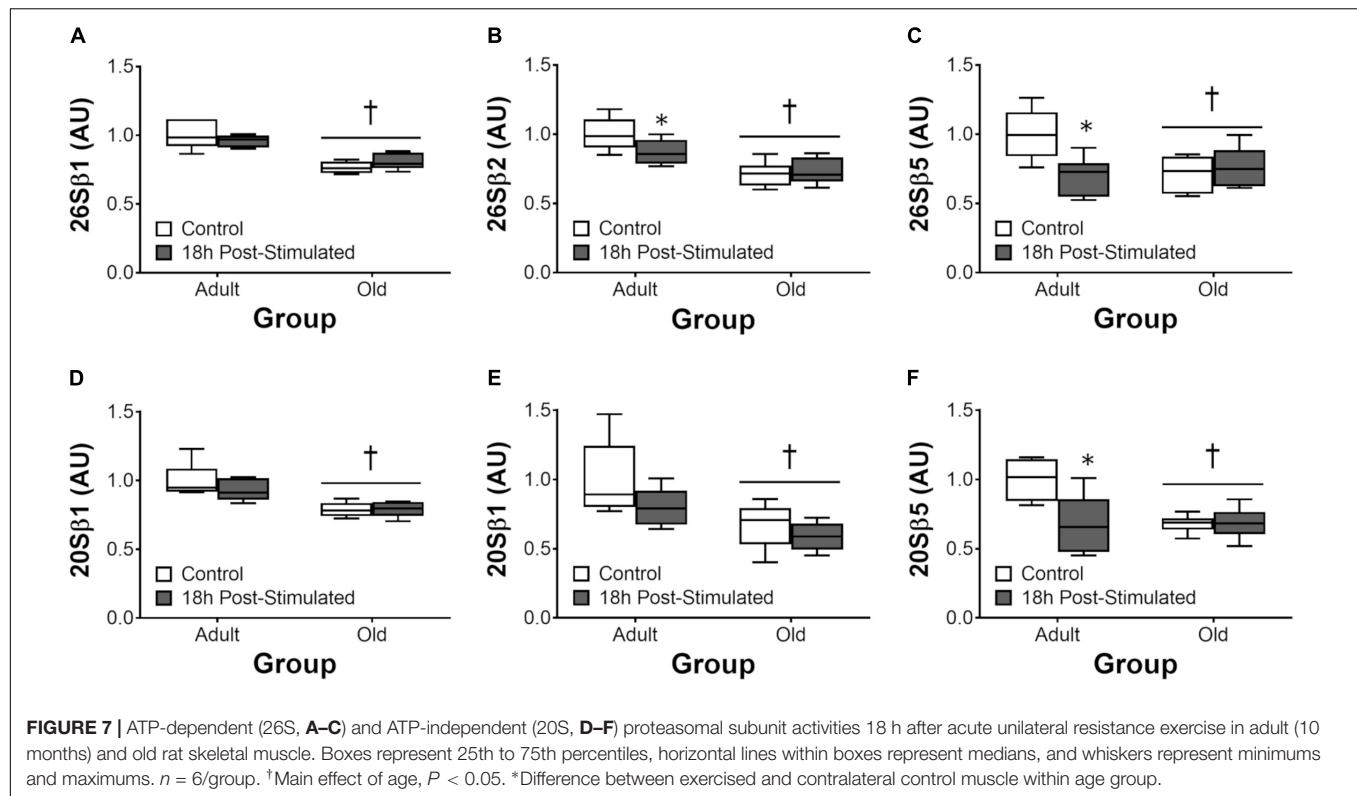 A
1.5
1.0
0.5
0.0
26Sβ1 (AU)
†
Control
18h Post-Stimulated
Adult
Old
Group
B
1.5
1.0
0.5
0.0
26Sβ2 (AU)
*
†
Control
18h Post-Stimulated
Adult
Old
Group
C
1.5
1.0
0.5
0.0
26Sβ5 (AU)
*
†
Control
18h Post-Stimulated
Adult
Old
Group
D
1.5
1.0
0.5
0.0
20Sβ1 (AU)
†
Control
18h Post-Stimulated
Adult
Old
Group
E
1.5
1.0
0.5
0.0
20Sβ1 (AU)
†
Control
18h Post-Stimulated
Adult
Old
Group
F
1.5
1.0
0.5
0.0
20Sβ5 (AU)
*
†
Control
18h Post-Stimulated
Adult
Old
Group
FIGURE 7 | ATP-dependent (26S, A–C) and ATP-independent (20S, D–F) proteasomal subunit activities 18 h after acute unilateral resistance exercise in adult (10
months) and old rat skeletal muscle. Boxes represent 25th to 75th percentiles, horizontal lines within boxes represent medians, and whiskers represent minimums
and maximums. n = 6/group. †Main effect of age, P < 0.05. *Difference between exercised and contralateral control muscle within age group.